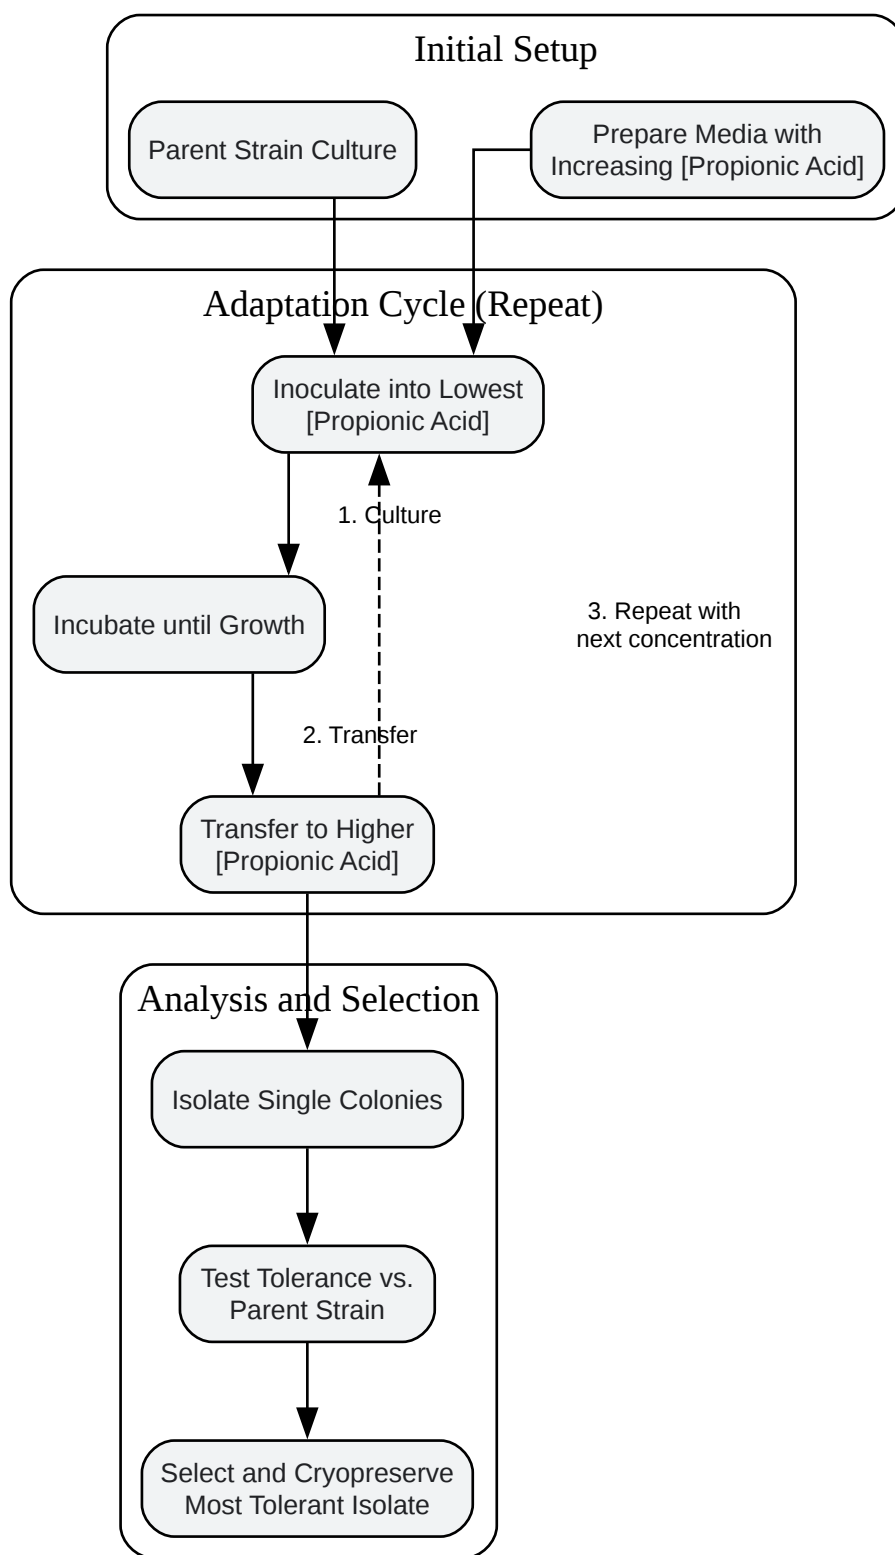 Initial Setup
Parent Strain Culture
Prepare Media with
Increasing [Propionic Acid]
Adaptation Cycle (Repeat)
Inoculate into Lowest
[Propionic Acid]
1. Culture
Incubate until Growth
3. Repeat with
next concentration
2. Transfer
Transfer to Higher
[Propionic Acid]
Analysis and Selection
Isolate Single Colonies
Test Tolerance vs.
Parent Strain
Select and Cryopreserve
Most Tolerant Isolate